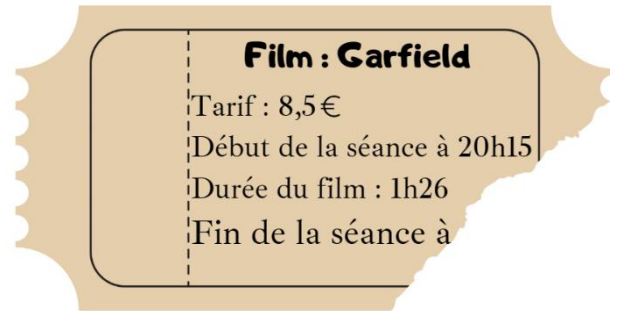 Film : Garfield
Tarif : 8,5 €
Début de la séance à 20h15
Durée du film : 1h26
Fin de la séance à